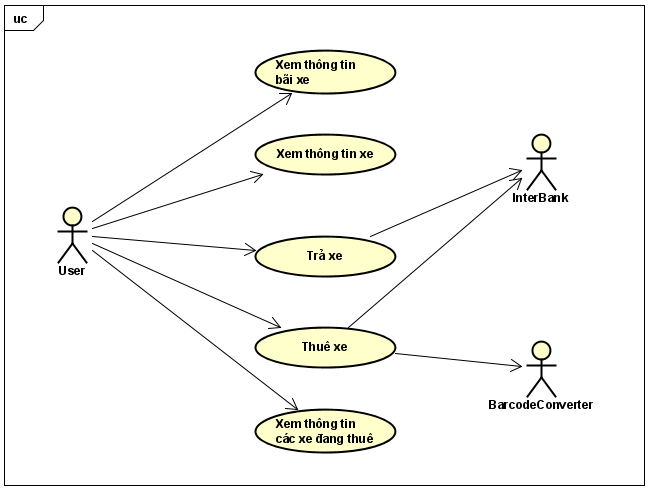 uc
Xem thông tin
bãi xe
Xem thông tin xe
InterBank
User
Trả xe
Thuê xe
BarcodeConverter
Xem thông tin
các xe đang thuê